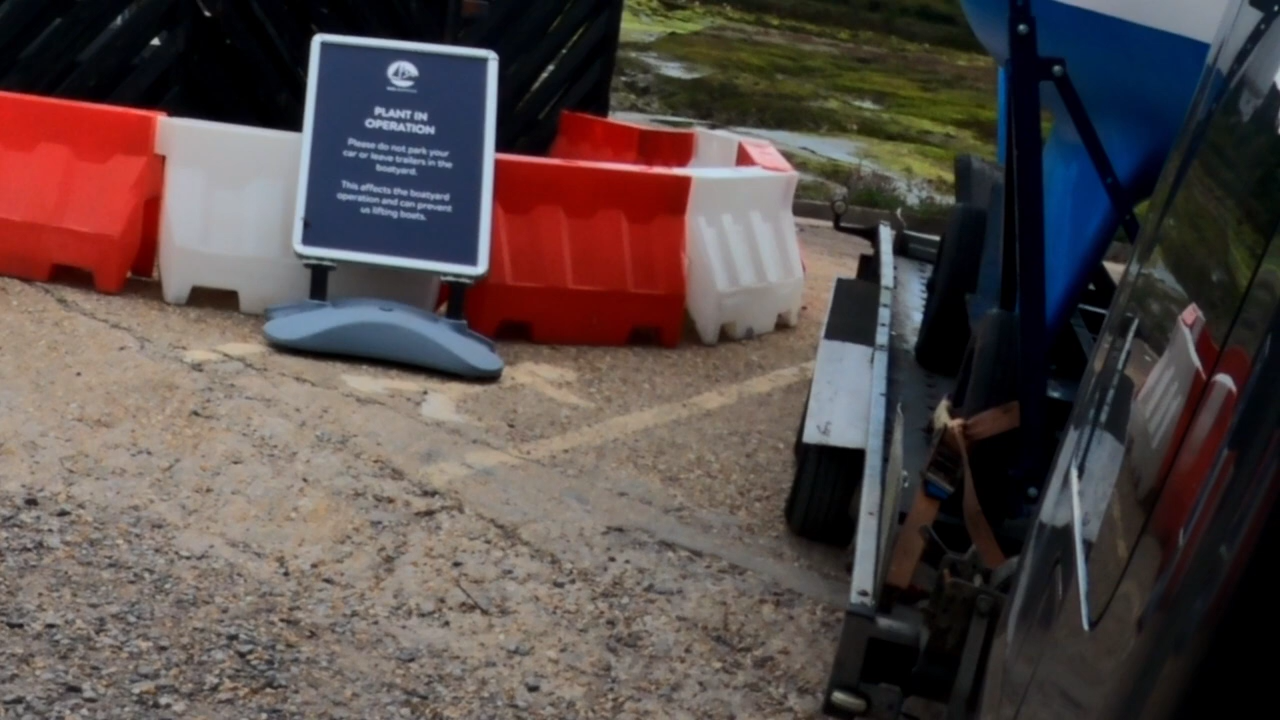 PLANT IN
OPERATION
Please do not park your
car or leave trailers in the
boatyard.
This affects the boatyard
operation and can prevent
us lifting boats.